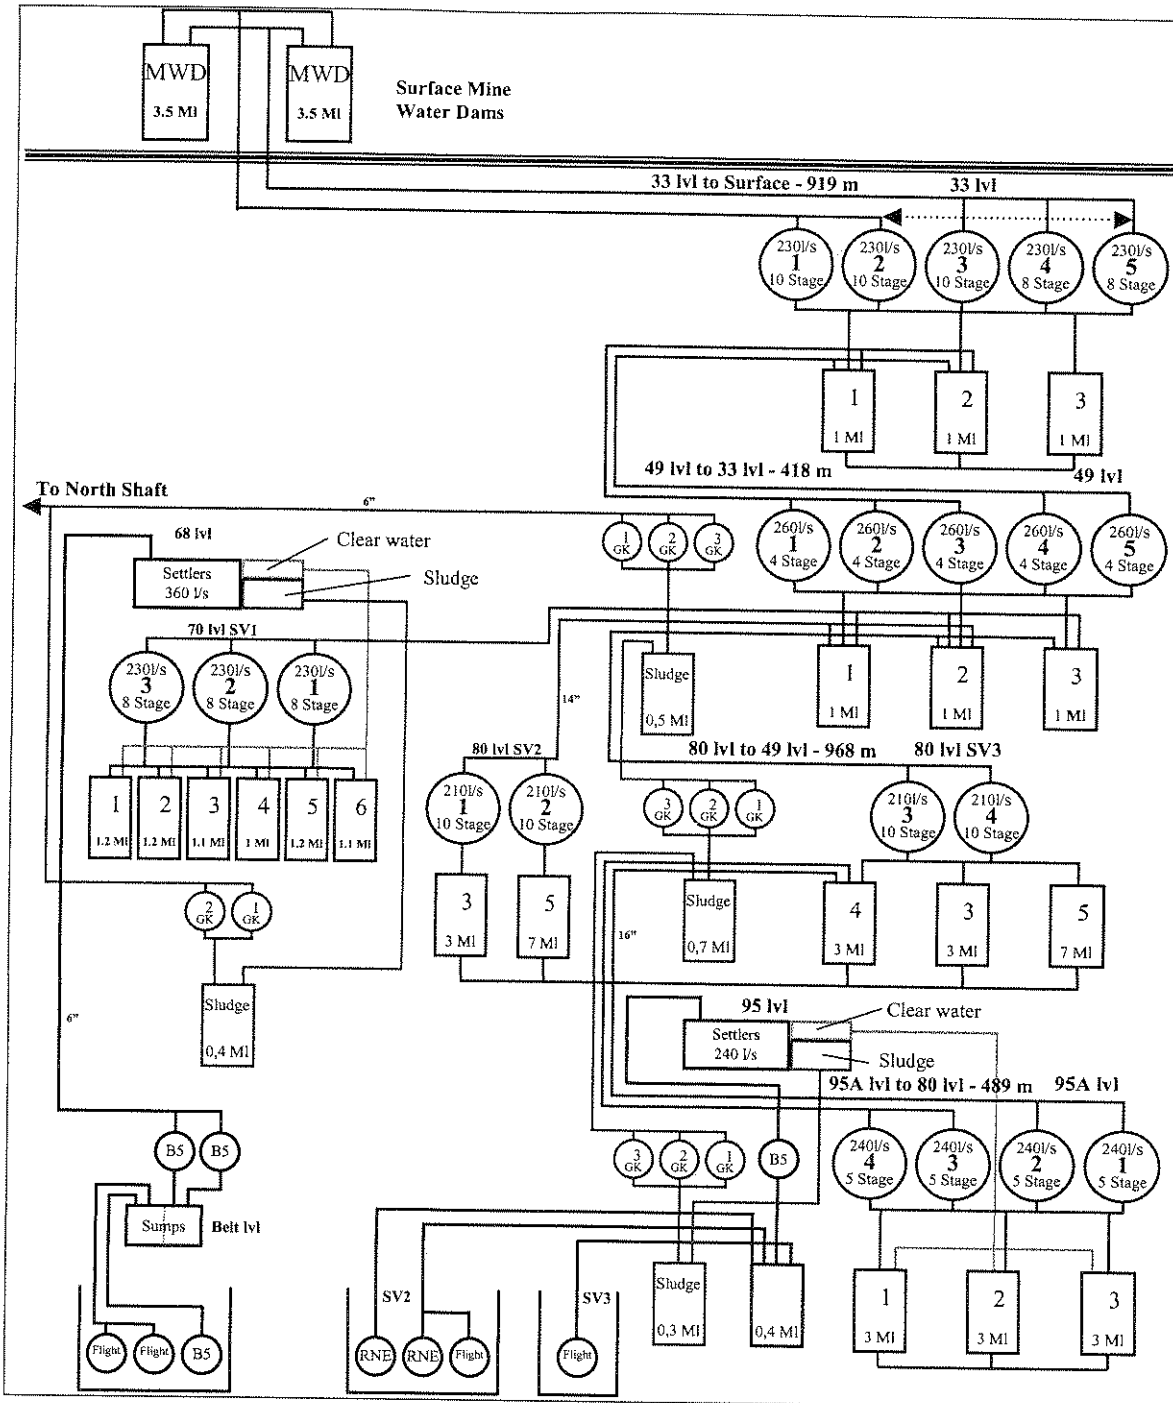 MWD
3.5 Ml
MWD
3.5 Ml
Surface Mine
Water Dams
33 lvl to Surface - 919 m
33 lvl
230l/s
1
10 Stage
230l/s
2
10 Stage
230l/s
3
10 Stage
230l/s
4
8 Stage
230l/s
5
8 Stage
1
1 Ml
2
1 Ml
3
1 Ml
49 lvl to 33 lvl - 418 m
49 lvl
To North Shaft
6"
1
GK
2
GK
3
GK
260l/s
1
4 Stage
260l/s
2
4 Stage
260l/s
3
4 Stage
260l/s
4
4 Stage
260l/s
5
4 Stage
68 lvl
Clear water
Settlers
360 l/s
Sludge
70 lvl SV1
230l/s
3
8 Stage
230l/s
2
8 Stage
230l/s
1
8 Stage
Sludge
0,5 Ml
1
1 Ml
2
1 Ml
3
1 Ml
14"
80 lvl SV2
80 lvl to 49 lvl - 968 m
80 lvl SV3
1
1.2 Ml
2
1.2 Ml
3
1.1 Ml
4
1 Ml
5
1.2 Ml
6
1.1 Ml
210l/s
1
10 Stage
210l/s
2
10 Stage
3
GK
2
GK
1
GK
210l/s
3
10 Stage
210l/s
4
10 Stage
2
GK
1
GK
3
3 Ml
5
7 Ml
Sludge
0,7 Ml
4
3 Ml
3
3 Ml
5
7 Ml
16"
6"
Sludge
0,4 Ml
95 lvl
Clear water
Settlers
240 l/s
Sludge
95A lvl to 80 lvl - 489 m
95A lvl
B5
B5
3
GK
2
GK
1
GK
B5
240l/s
4
5 Stage
240l/s
3
5 Stage
240l/s
2
5 Stage
240l/s
1
5 Stage
Sumps
Belt lvl
SV2
SV3
Sludge
0,3 Ml
0,4 Ml
1
3 Ml
2
3 Ml
3
3 Ml
Flight
Flight
B5
RNE
RNE
Flight
Flight